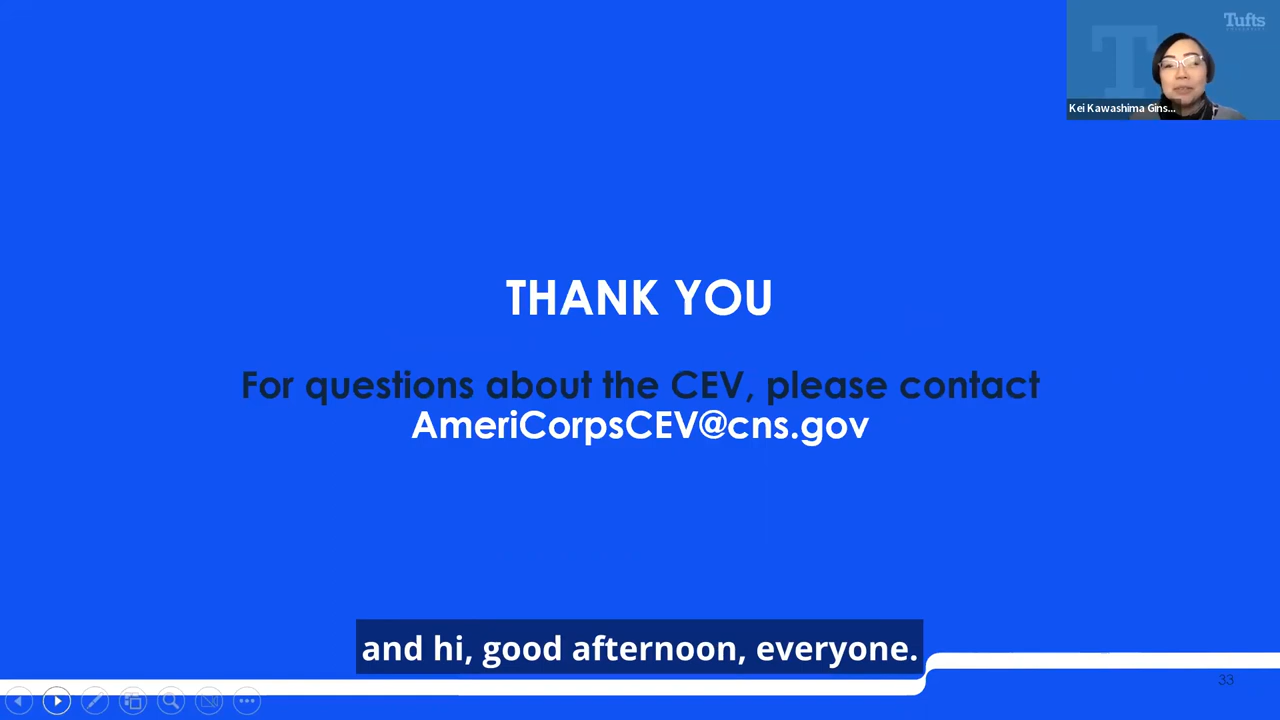 Tufts
Kei Kawashima Gins...
THANK YOU
For questions about the CEV, please contact
AmeriCorpsCEV@cns.gov
and hi, good afternoon, everyone.
33